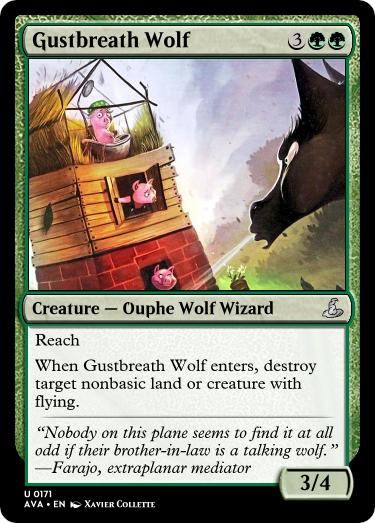 Gustbreath Wolf 3
Creature — Ouphe Wolf Wizard
Reach
When Gustbreath Wolf enters, destroy
target nonbasic land or creature with
flying.
“Nobody on this plane seems to find it at all
odd if their brother-in-law is a talking wolf.”
—Farajo, extraplanar mediator
3/4
U 0171
AVA • EN XAVIER COLLETTE